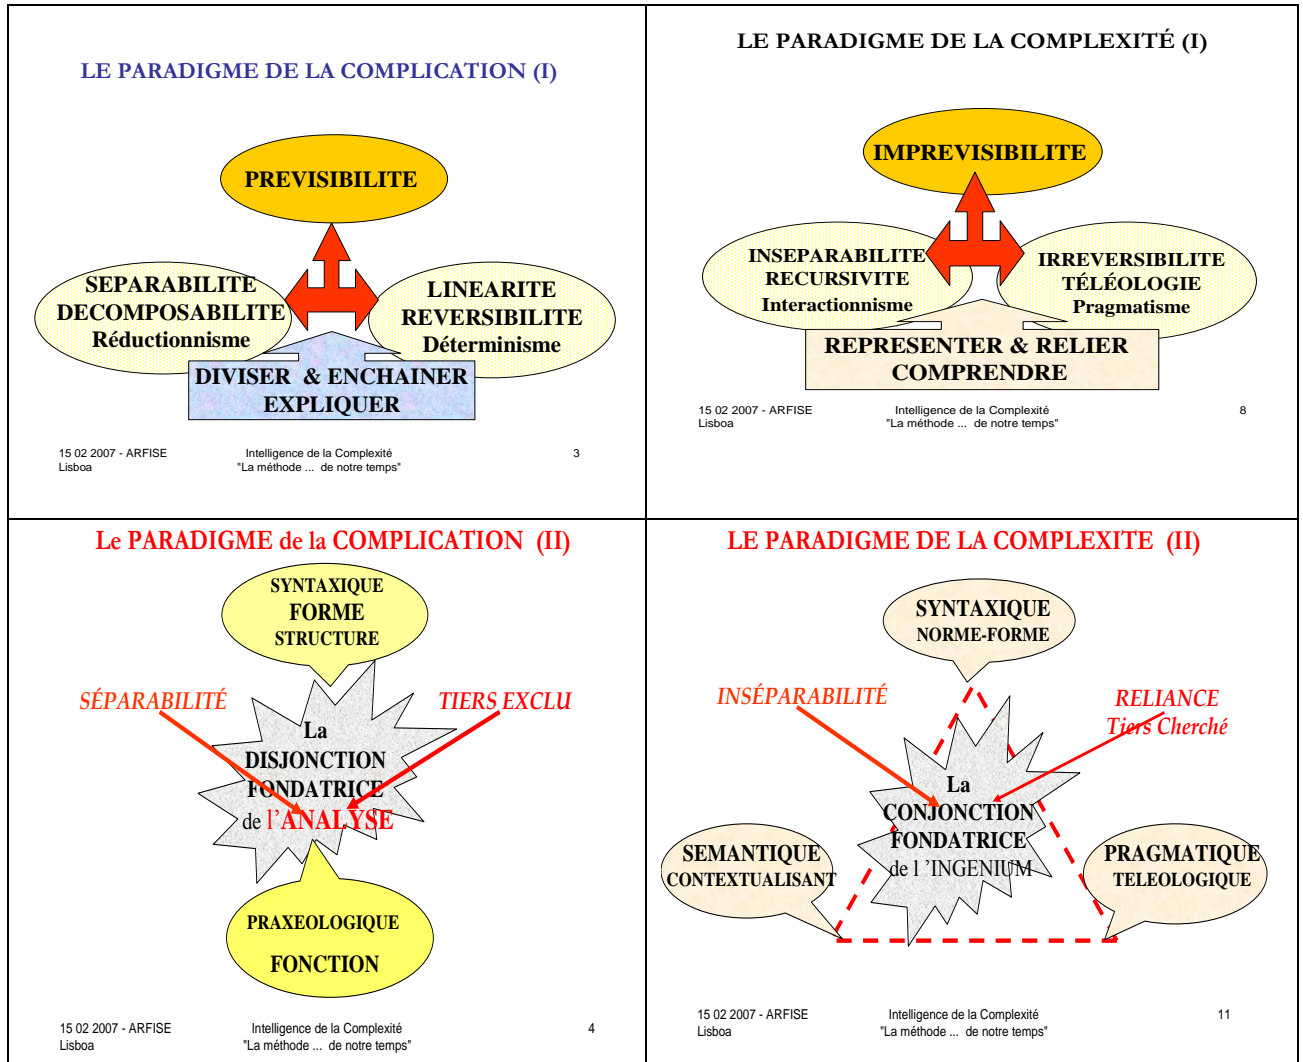 LE PARADIGME DE LA COMPLICATION (I)
PREVISIBILITE
SEPARABILITE
DECOMPOSABILITE
Réductionnisme
LINEARITE
REVERSIBILITE
Déterminisme
DIVISER & ENCHAINER
EXPLIQUER
15 02 2007 - ARFISE
Lisboa
Intelligence de la Complexité
"La méthode ... de notre temps"
3
LE PARADIGME DE LA COMPLEXITÉ (I)
IMPREVISIBILITE
INSEPARABILITE
RECURSIVITE
Interactionnisme
IRREVERSIBILITE
TÉLÉOLOGIE
Pragmatisme
REPRESENTER & RELIER
COMPRENDRE
15 02 2007 - ARFISE
Lisboa
Intelligence de la Complexité
"La méthode ... de notre temps"
8
Le PARADIGME de la COMPLICATION (II)
SYNTAXIQUE
FORME
STRUCTURE
SÉPARABILITÉ
TIERS EXCLU
La
DISJONCTION
FONDATRICE
de l'ANALYSE
PRAXEOLOGIQUE
FONCTION
15 02 2007 - ARFISE
Lisboa
Intelligence de la Complexité
"La méthode ... de notre temps"
4
LE PARADIGME DE LA COMPLEXITE (II)
SYNTAXIQUE
NORME-FORME
INSÉPARABILITÉ
RELIANCE
Tiers Cherché
La
CONJONCTION
FONDATRICE
de l 'INGENIUM
SEMANTIQUE
CONTEXTUALISANT
PRAGMATIQUE
TELEOLOGIQUE
15 02 2007 - ARFISE
Lisboa
Intelligence de la Complexité
"La méthode ... de notre temps"
11